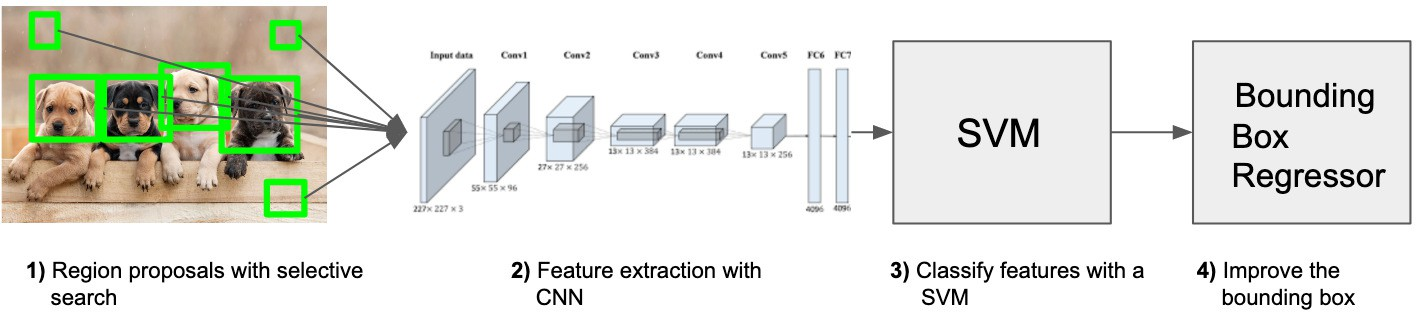 Input data Conv1 Conv2 Conv3 Conv4 Conv5 FC6 FC7
227× 227 × 3
55× 55 × 96
27× 27 × 256
13× 13 × 384
13× 13 × 384
13× 13 × 256
4096
4096
SVM
Bounding
Box
Regressor
1) Region proposals with selective
search
2) Feature extraction with
CNN
3) Classify features with a
SVM
4) Improve the
bounding box